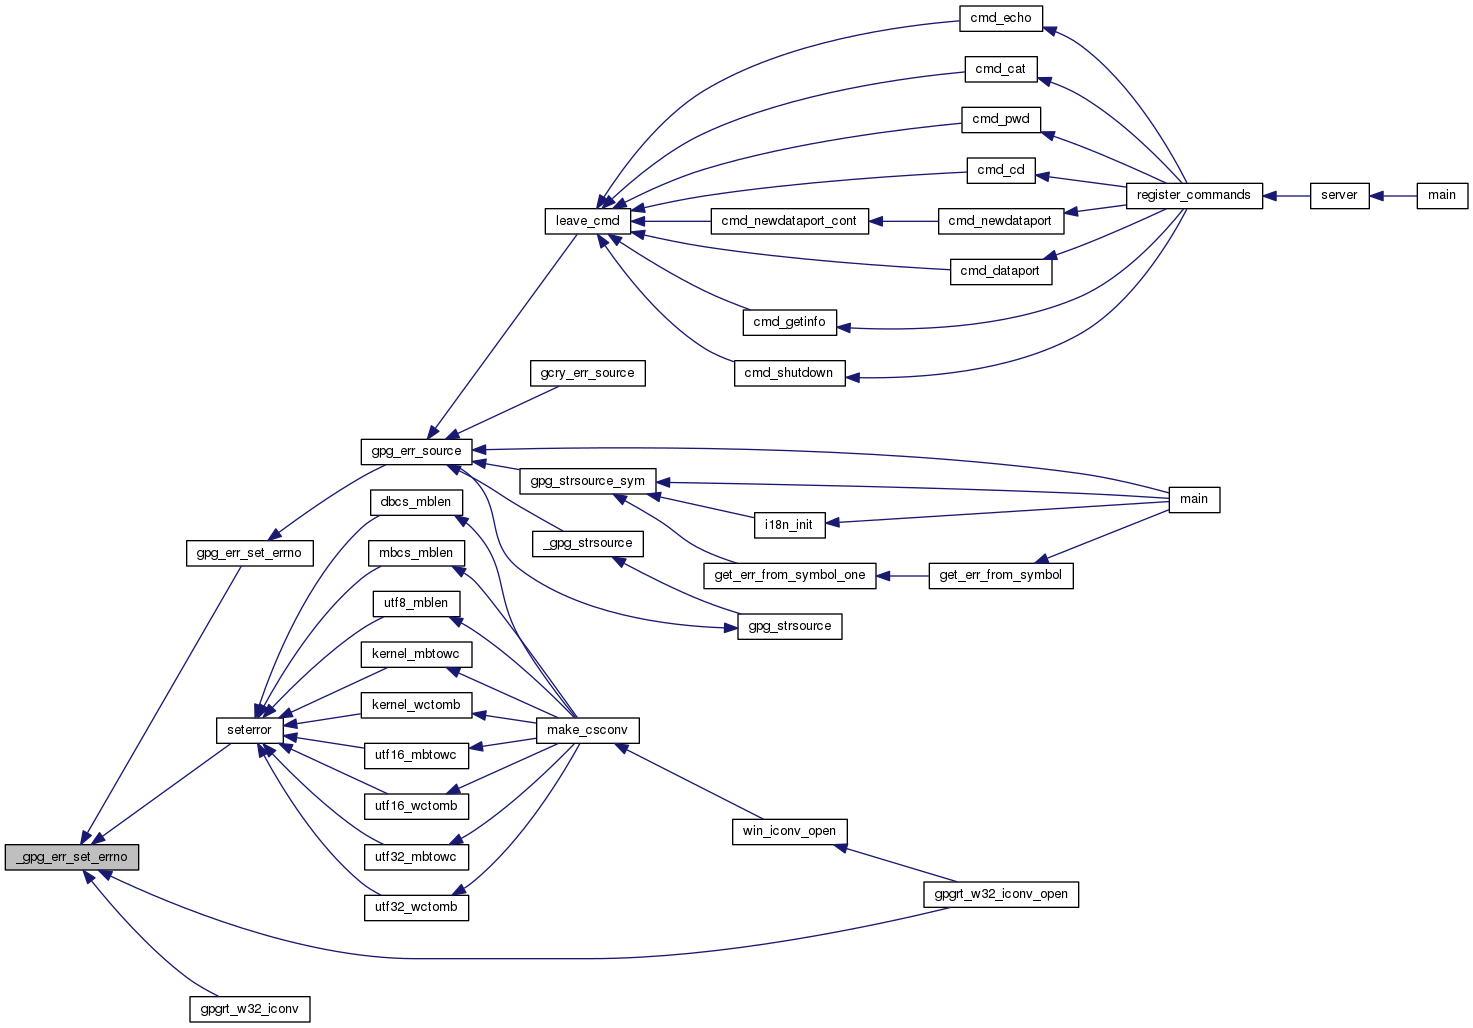 cmd_echo
cmd_cat
cmd_pwd
cmd_cd
register_commands
server
main
leave_cmd
cmd_newdataport_cont
cmd_newdataport
cmd_dataport
cmd_getinfo
cmd_shutdown
gcry_err_source
gpg_err_source
gpg_strsource_sym
main
dbcs_mblen
i18n_init
gpg_err_set_errno
mbcs_mblen
_gpg_strsource
get_err_from_symbol_one
get_err_from_symbol
utf8_mblen
gpg_strsource
kernel_mbtowc
kernel_wctomb
seterror
make_csconv
utf16_mbtowc
utf16_wctomb
win_iconv_open
_gpg_err_set_errno
utf32_mbtowc
gpgrt_w32_iconv_open
utf32_wctomb
gpgrt_w32_iconv